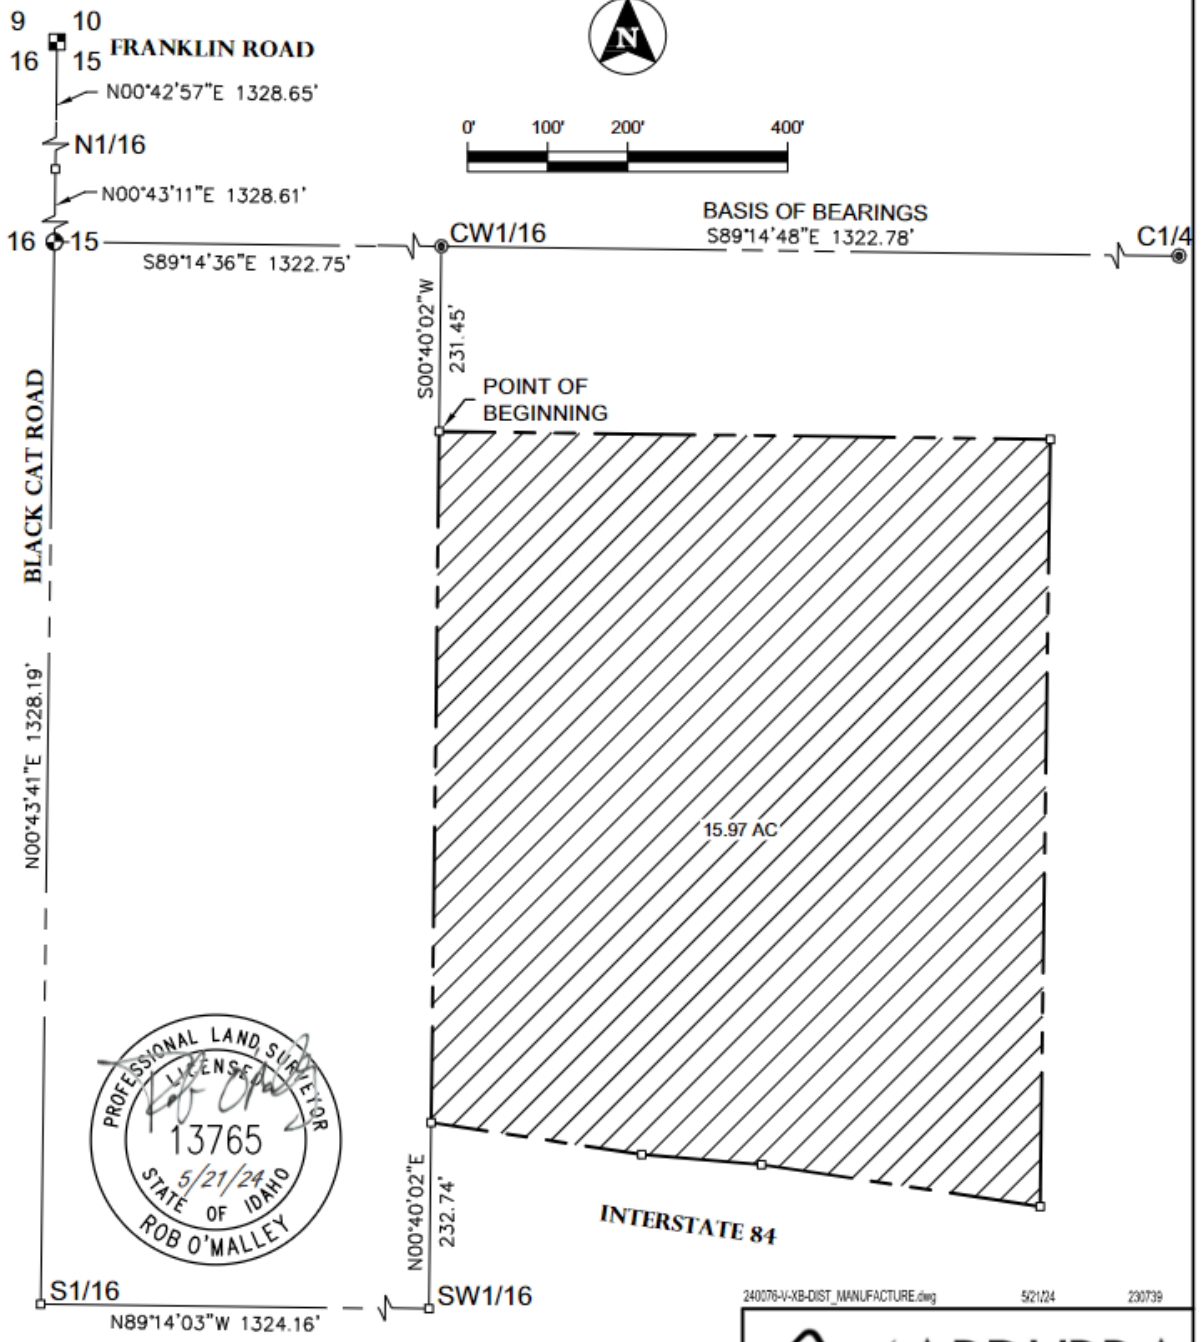 9 10
16 15 FRANKLIN ROAD
N00°42'57"E 1328.65'
N1/16
N00°43'11"E 1328.61'
N
0' 100' 200' 400'
16 15
S89°14'36"E 1322.75'
CW1/16
BASIS OF BEARINGS
S89°14'48"E 1322.78'
C1/4
S00°40'02"W
231.45'
POINT OF
BEGINNING
BLACK CAT ROAD
N00°43'41"E 1328.19'
15.97 AC
PROFESSIONAL LAND SURVEYOR
LICENSED
13765
5/21/24
STATE OF IDAHO
ROB O'MALLEY
N00°40'02"E
232.74'
INTERSTATE 84
S1/16
N89°14'03"W 1324.16'
SW1/16
240076-V-XB-DIST_MANUFACTURE.dwg 5/21/24 230739